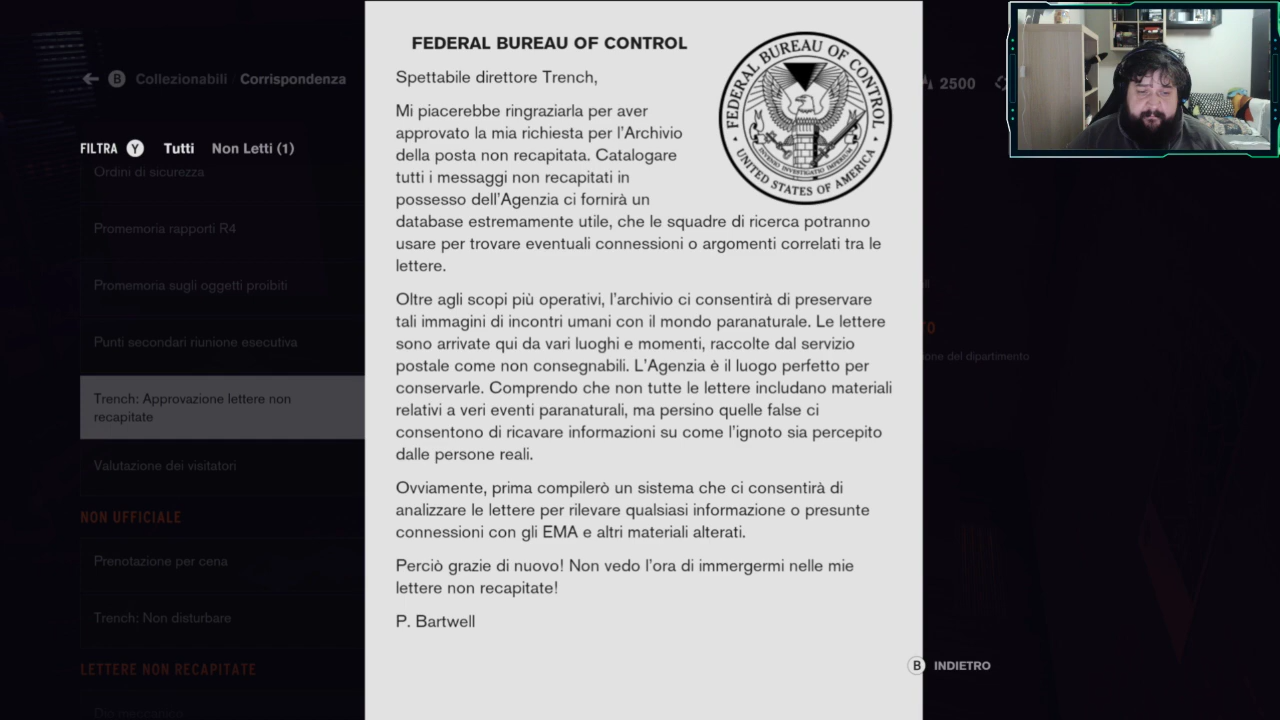 FEDERAL BUREAU OF CONTROL
Spettabile direttore Trench,
Mi piacerebbe ringraziarla per aver
approvato la mia richiesta per l'Archivio
della posta non recapitata. Catalogare
tutti i messaggi non recapitati in
possesso dell'Agenzia ci fornirà un
database estremamente utile, che le squadre di ricerca potranno
usare per trovare eventuali connessioni o argomenti correlati tra le
lettere.
Oltre agli scopi più operativi, l'archivio ci consentirà di preservare
tali immagini di incontri umani con il mondo paranaturale. Le lettere
sono arrivate qui da vari luoghi e momenti, raccolte dal servizio
postale come non consegnabili. L'Agenzia è il luogo perfetto per
conservarle. Comprendo che non tutte le lettere includano materiali
relativi a veri eventi paranaturali, ma persino quelle false ci
consentono di ricavare informazioni su come l'ignoto sia percepito
dalle persone reali.
Ovviamente, prima compilerò un sistema che ci consentirà di
analizzare le lettere per rilevare qualsiasi informazione o presunte
connessioni con gli EMA e altri materiali alterati.
Perciò grazie di nuovo! Non vedo l'ora di immergermi nelle mie
lettere non recapitate!
P. Bartwell
FEDERAL BUREAU OF CONTROL
UNITED STATES OF AMERICA
B Collezionabili / Corrispondenza
2500
FILTRA Y Tutti Non Letti (1)
Ordini di sicurezza
Promemoria rapporti R4
Promemoria sugli oggetti proibiti
Punti secondari riunione esecutiva
Trench: Approvazione lettere non
recapitate
Valutazione dei visitatori
NON UFFICIALE
Prenotazione per cena
Trench: Non disturbare
LETTERE NON RECAPITATE
ione del dipartimento
B INDIETRO